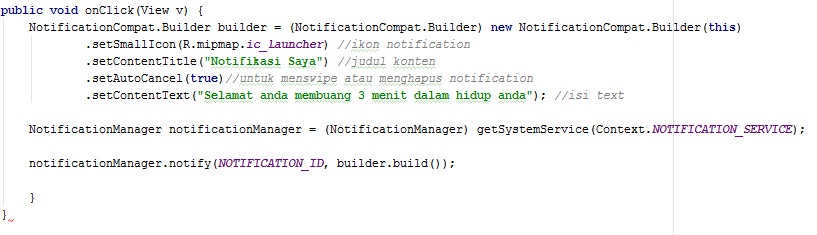 public void onClick(View v) {
NotificationCompat.Builder builder = (NotificationCompat.Builder) new NotificationCompat.Builder(this)
.setSmallIcon(R.mipmap.ic_launcher) //ikon notification
.setContentTitle("Notifikasi Saya") //judul konten
.setAutoCancel(true)//untuk menswipe atau menghapus notification
.setContentText("Selamat anda membuang 3 menit dalam hidup anda"); //isi text
NotificationManager notificationManager = (NotificationManager) getSystemService(Context.NOTIFICATION_SERVICE);
notificationManager.notify(NOTIFICATION_ID, builder.build());
}
}